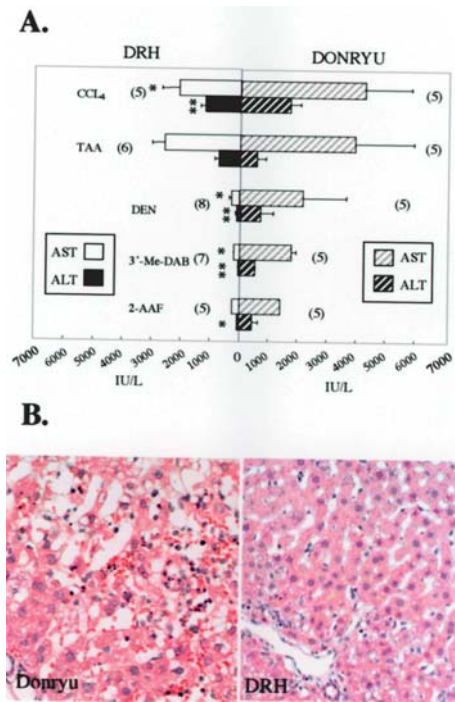 A.
DRH DONRYU
CCL4 (5) * ** (5)
TAA (6) (5)
DEN (8) * ** (5)
3'-Me-DAB (7) * ** (5)
2-AAF (5) * (5)
AST AST
ALT ALT
7000 6000 5000 4000 3000 2000 1000 0 1000 2000 3000 4000 5000 6000 7000
IU/L IU/L
B.
Donryu DRH